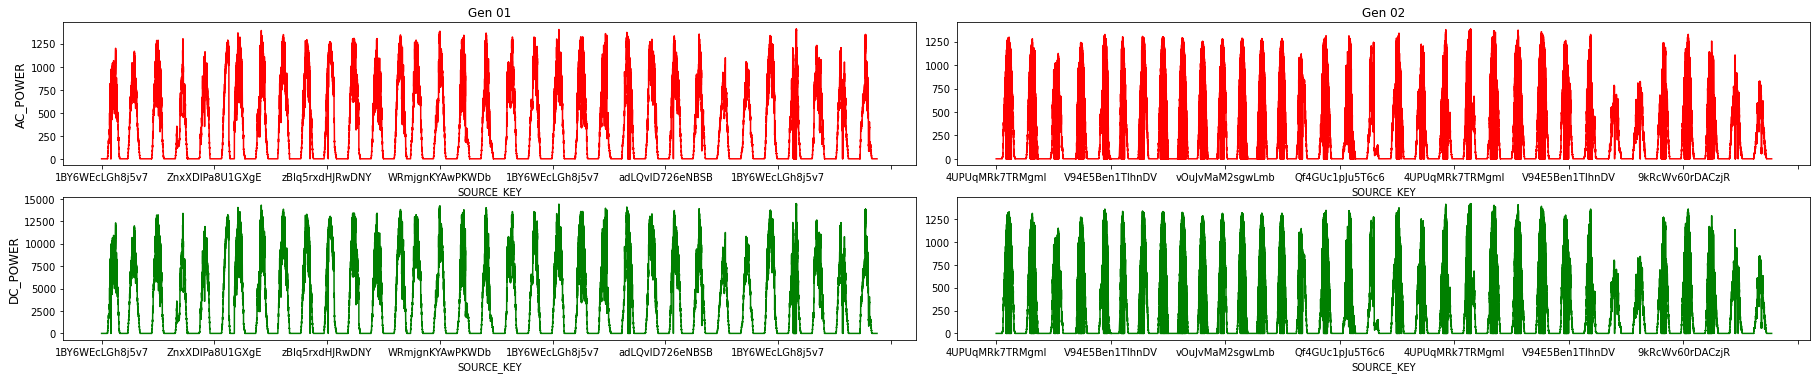 Gen 01
AC_POWER
1250
1000
750
500
250
0
1BY6WEcLGh8j5v7 ZnxXDlPa8U1GXgE zBIq5rxdHJRwDNY WRmjgnKYAwPKWDb 1BY6WEcLGh8j5v7 adLQvlD726eNBSB 1BY6WEcLGh8j5v7
SOURCE_KEY
Gen 02
1250
1000
750
500
250
0
4UPUqMRk7TRMgml V94E5Ben1TlhnDV vOuJvMaM2sgwLmb Qf4GUc1pJu5T6c6 4UPUqMRk7TRMgml V94E5Ben1TlhnDV 9kRcWv60rDACzjR
SOURCE_KEY
DC_POWER
15000
12500
10000
7500
5000
2500
0
1BY6WEcLGh8j5v7 ZnxXDlPa8U1GXgE zBIq5rxdHJRwDNY WRmjgnKYAwPKWDb 1BY6WEcLGh8j5v7 adLQvlD726eNBSB 1BY6WEcLGh8j5v7
SOURCE_KEY
1250
1000
750
500
250
0
4UPUqMRk7TRMgml V94E5Ben1TlhnDV vOuJvMaM2sgwLmb Qf4GUc1pJu5T6c6 4UPUqMRk7TRMgml V94E5Ben1TlhnDV 9kRcWv60rDACzjR
SOURCE_KEY